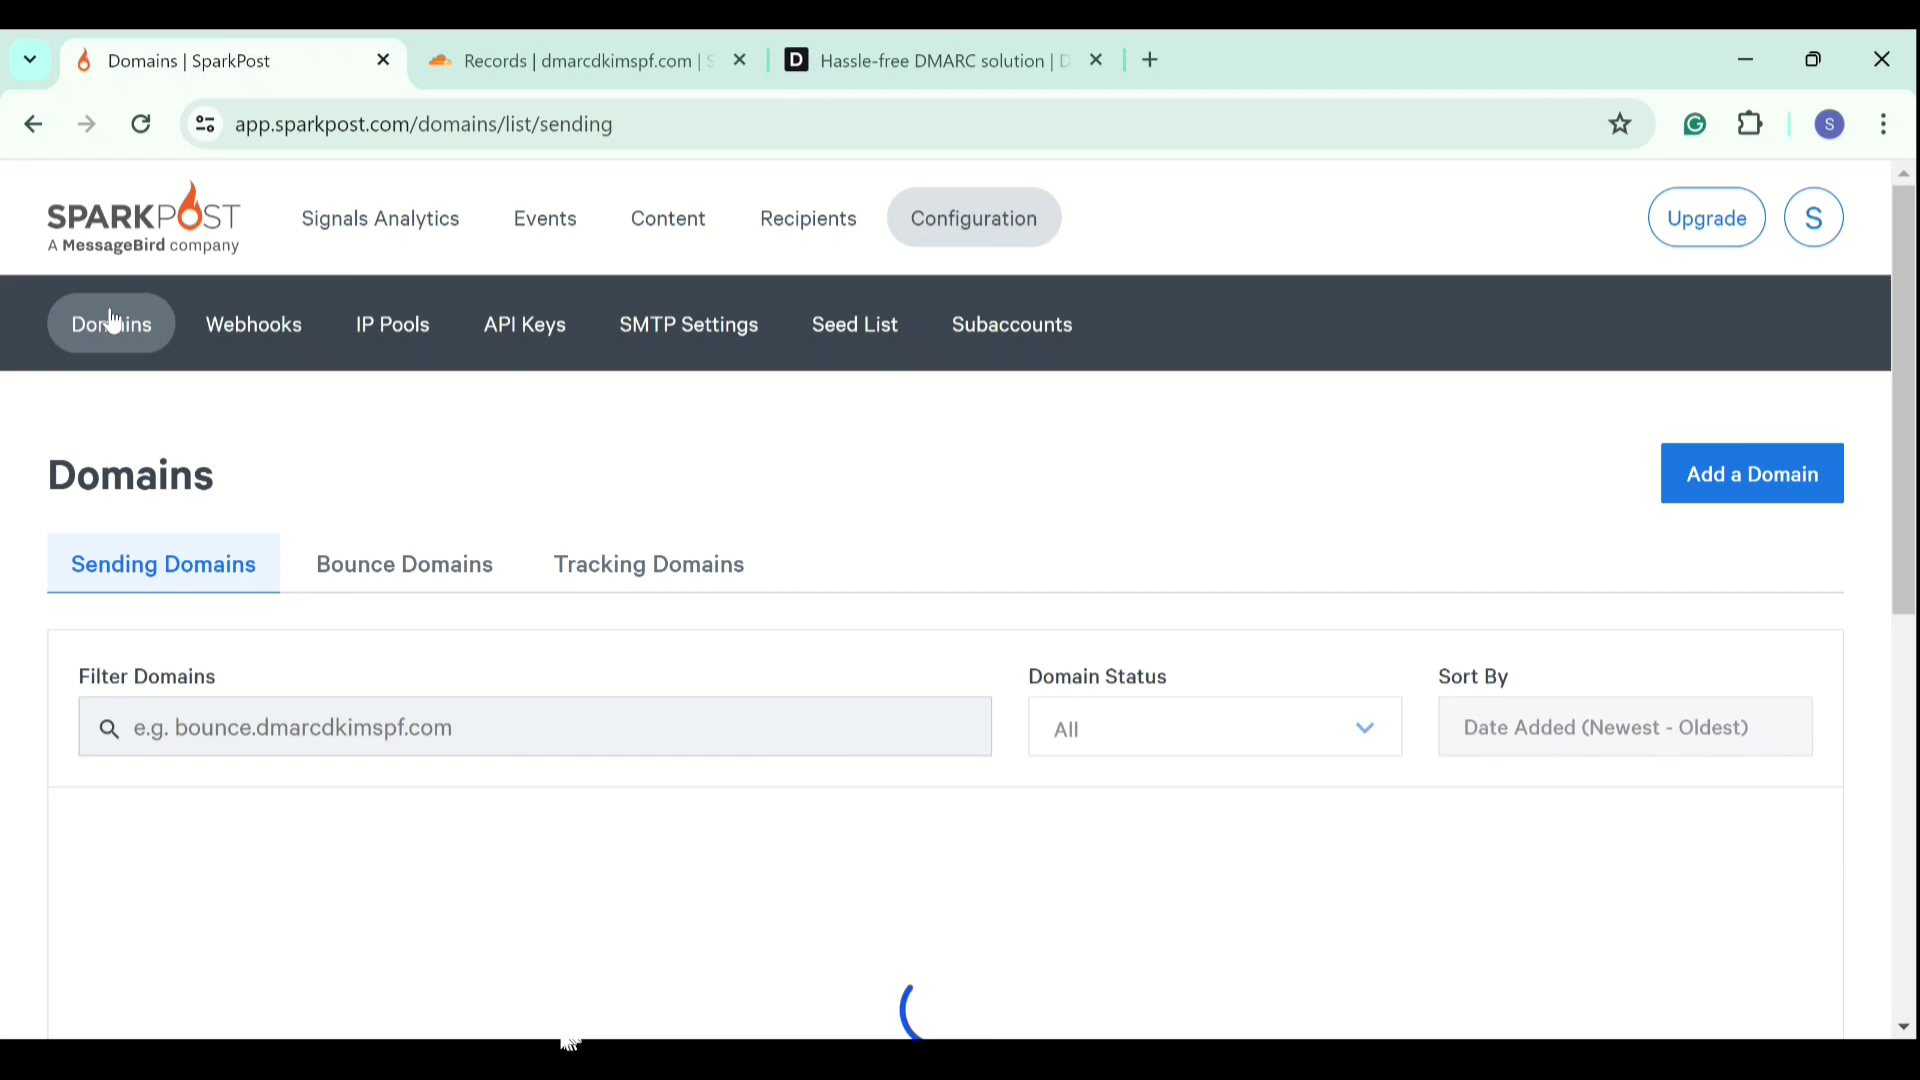 Domains | SparkPost
Records | dmarcdkimspf.com | S
D Hassle-free DMARC solution | D
app.sparkpost.com/domains/list/sending
S
SPARKPOST
A MessageBird company
Signals Analytics
Events
Content
Recipients
Configuration
Upgrade
S
Domains
Webhooks
IP Pools
API Keys
SMTP Settings
Seed List
Subaccounts
Domains
Add a Domain
Sending Domains
Bounce Domains
Tracking Domains
Filter Domains
Domain Status
Sort By
e.g. bounce.dmarcdkimspf.com
All
Date Added (Newest - Oldest)